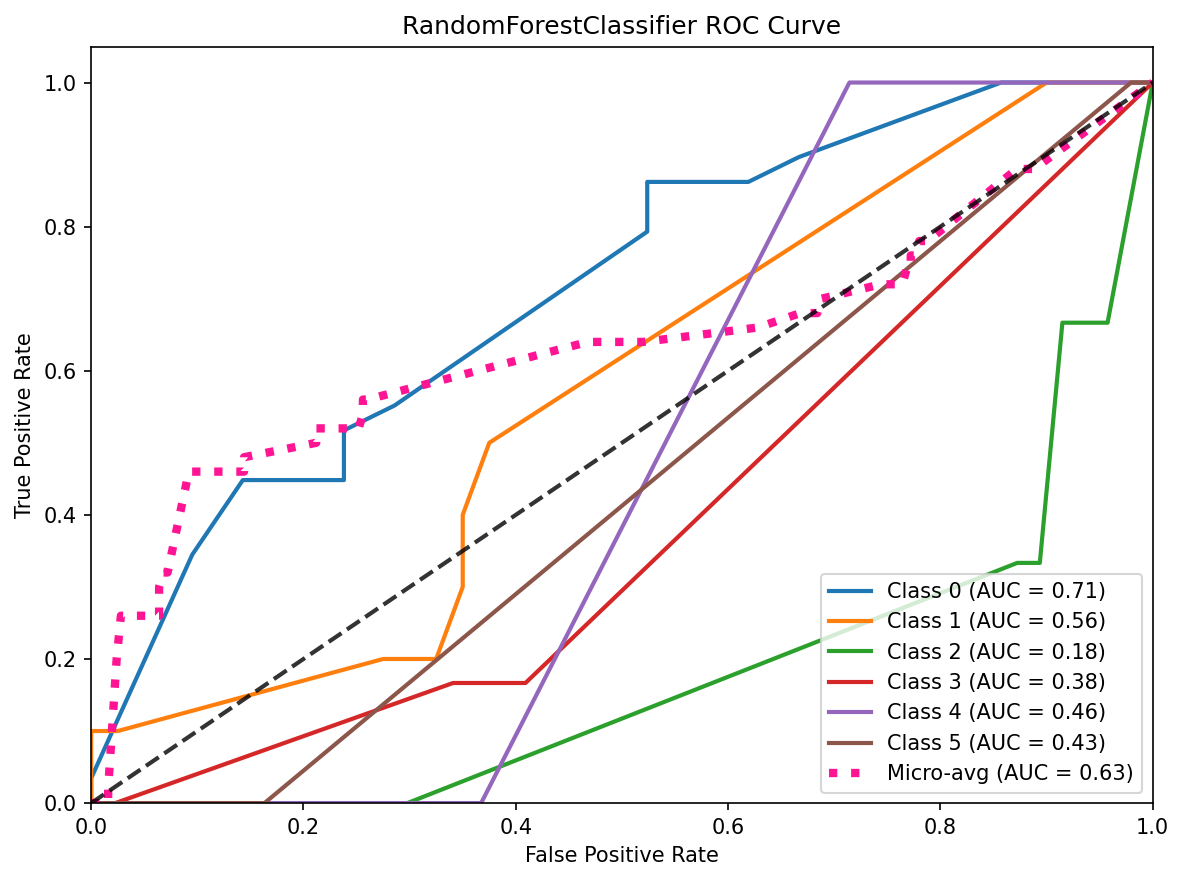 RandomForestClassifier ROC Curve
True Positive Rate
1.0
0.8
0.6
0.4
0.2
0.0
Class 0 (AUC = 0.71)
Class 1 (AUC = 0.56)
Class 2 (AUC = 0.18)
Class 3 (AUC = 0.38)
Class 4 (AUC = 0.46)
Class 5 (AUC = 0.43)
Micro-avg (AUC = 0.63)
0.0 0.2 0.4 0.6 0.8 1.0
False Positive Rate